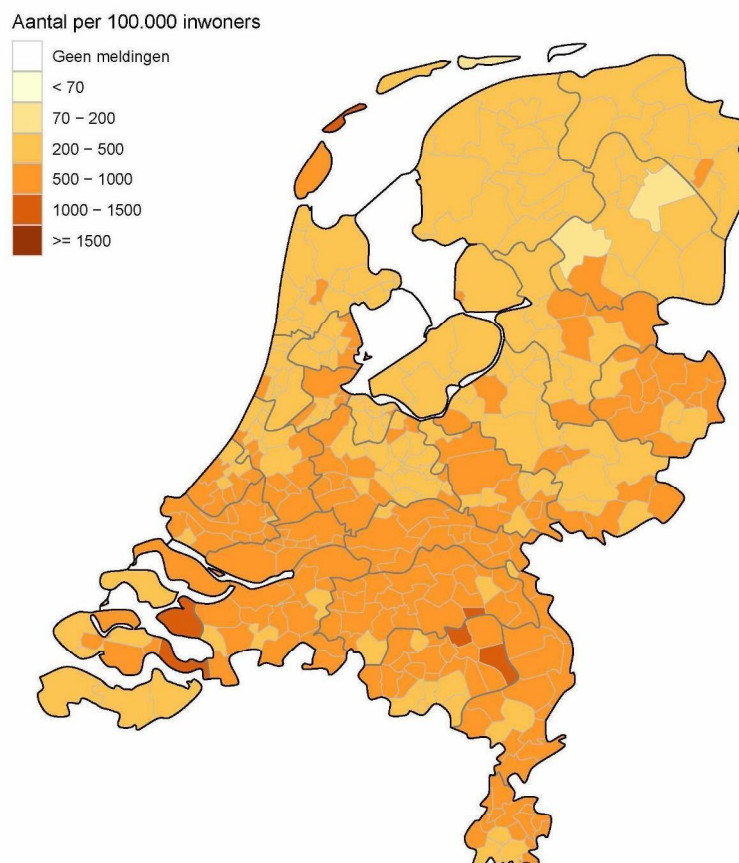 Aantal per 100.000 inwoners
Geen meldingen
< 70
70 – 200
200 – 500
500 – 1000
1000 – 1500
>= 1500